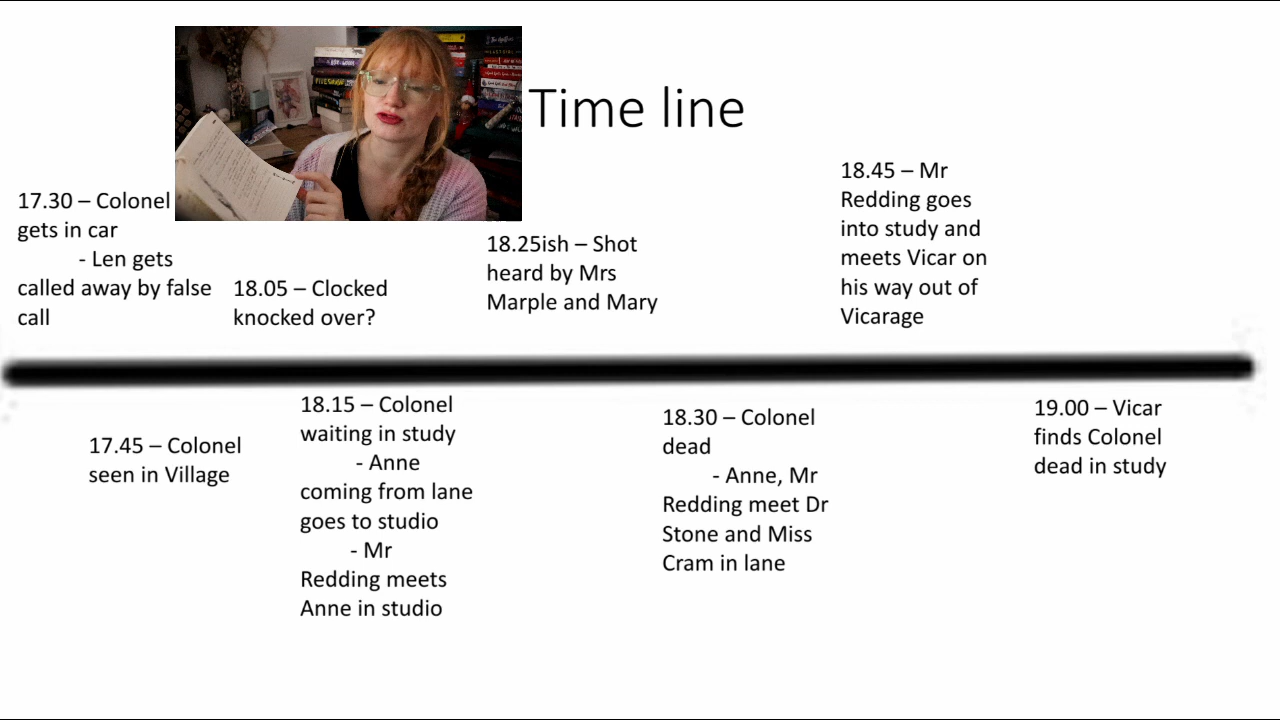 Time line
17.30 – Colonel
gets in car
- Len gets
called away by false
call
18.05 – Clocked
knocked over?
18.25ish – Shot
heard by Mrs
Marple and Mary
18.45 – Mr
Redding goes
into study and
meets Vicar on
his way out of
Vicarage
17.45 – Colonel
seen in Village
18.15 – Colonel
waiting in study
- Anne
coming from lane
goes to studio
- Mr
Redding meets
Anne in studio
18.30 – Colonel
dead
- Anne, Mr
Redding meet Dr
Stone and Miss
Cram in lane
19.00 – Vicar
finds Colonel
dead in study